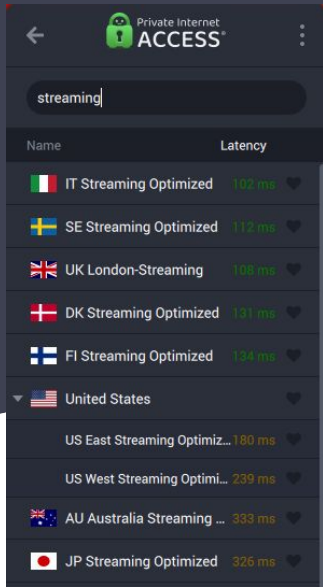 Private Internet
ACCESS®
streaming
Name Latency
IT Streaming Optimized 102 ms
SE Streaming Optimized 112 ms
UK London-Streaming 108 ms
DK Streaming Optimized 131 ms
FI Streaming Optimized 134 ms
United States
US East Streaming Optimiz... 180 ms
US West Streaming Optimi... 239 ms
AU Australia Streaming ... 333 ms
JP Streaming Optimized 326 ms